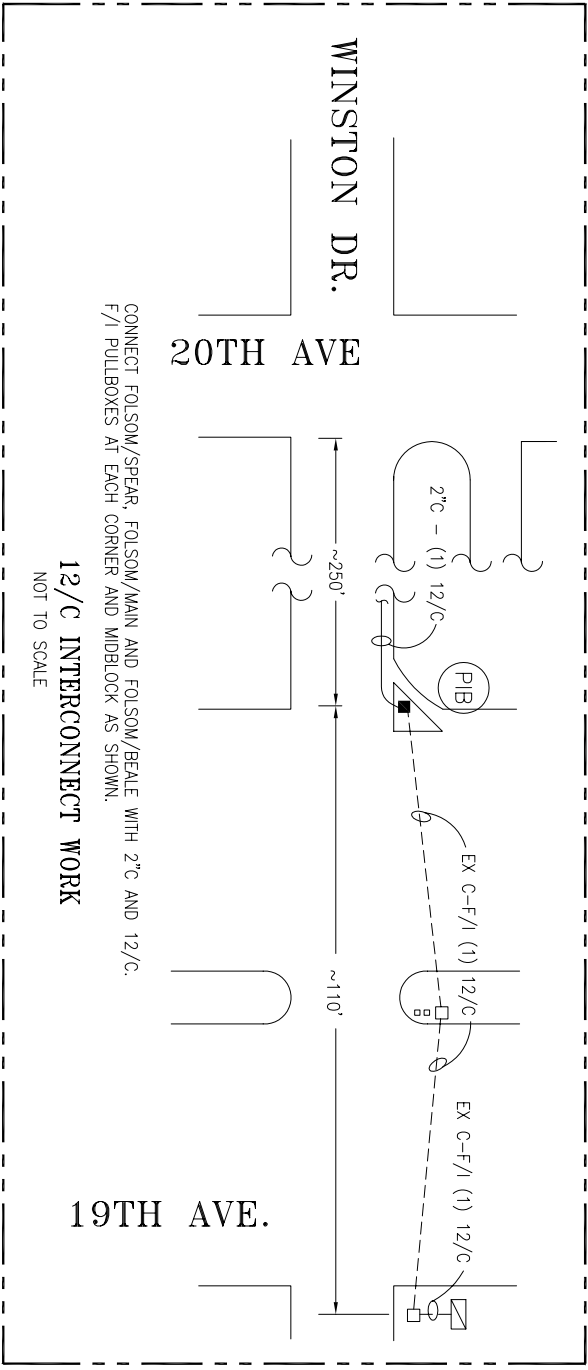 WINSTON DR.
20TH AVE
2"C - (1) 12/C
~250'
PIB
EX C-F/I (1) 12/C
~110'
EX C-F/I (1) 12/C
19TH AVE.
CONNECT FOLSOM/SPEAR, FOLSOM/MAIN AND FOLSOM/BEALE WITH 2"C AND 12/C.
F/I PULLBOXES AT EACH CORNER AND MIDBLOCK AS SHOWN.
12/C INTERCONNECT WORK
NOT TO SCALE